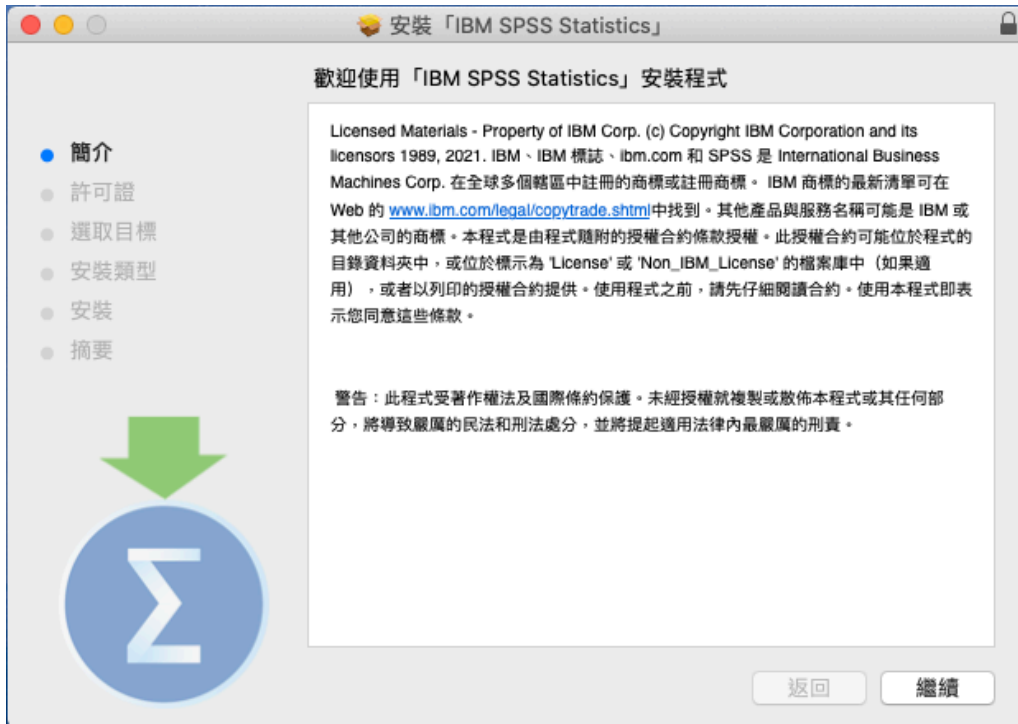 安裝「IBM SPSS Statistics」
歡迎使用「IBM SPSS Statistics」安裝程式
簡介
許可證
選取目標
安裝類型
安裝
摘要
Licensed Materials - Property of IBM Corp. (c) Copyright IBM Corporation and its
licensors 1989, 2021. IBM、IBM 標誌、ibm.com 和 SPSS 是 International Business
Machines Corp. 在全球多個轄區中註冊的商標或註冊商標。 IBM 商標的最新清單可在
Web 的 www.ibm.com/legal/copytrade.shtml中找到。其他產品與服務名稱可能是 IBM 或
其他公司的商標。本程式是由程式隨附的授權合約條款授權。此授權合約可能位於程式的
目錄資料夾中，或位於標示為 'License' 或 'Non_IBM_License' 的檔案庫中（如果適
用），或者以列印的授權合約提供。使用程式之前，請先仔細閱讀合約。使用本程式即表
示您同意這些條款。
警告：此程式受著作權法及國際條約保護。未經授權就複製或散佈本程式或其任何部
分，將導致嚴厲的民法和刑法處分，並將提起適用法律內最嚴厲的刑責。
Σ
返回
繼續